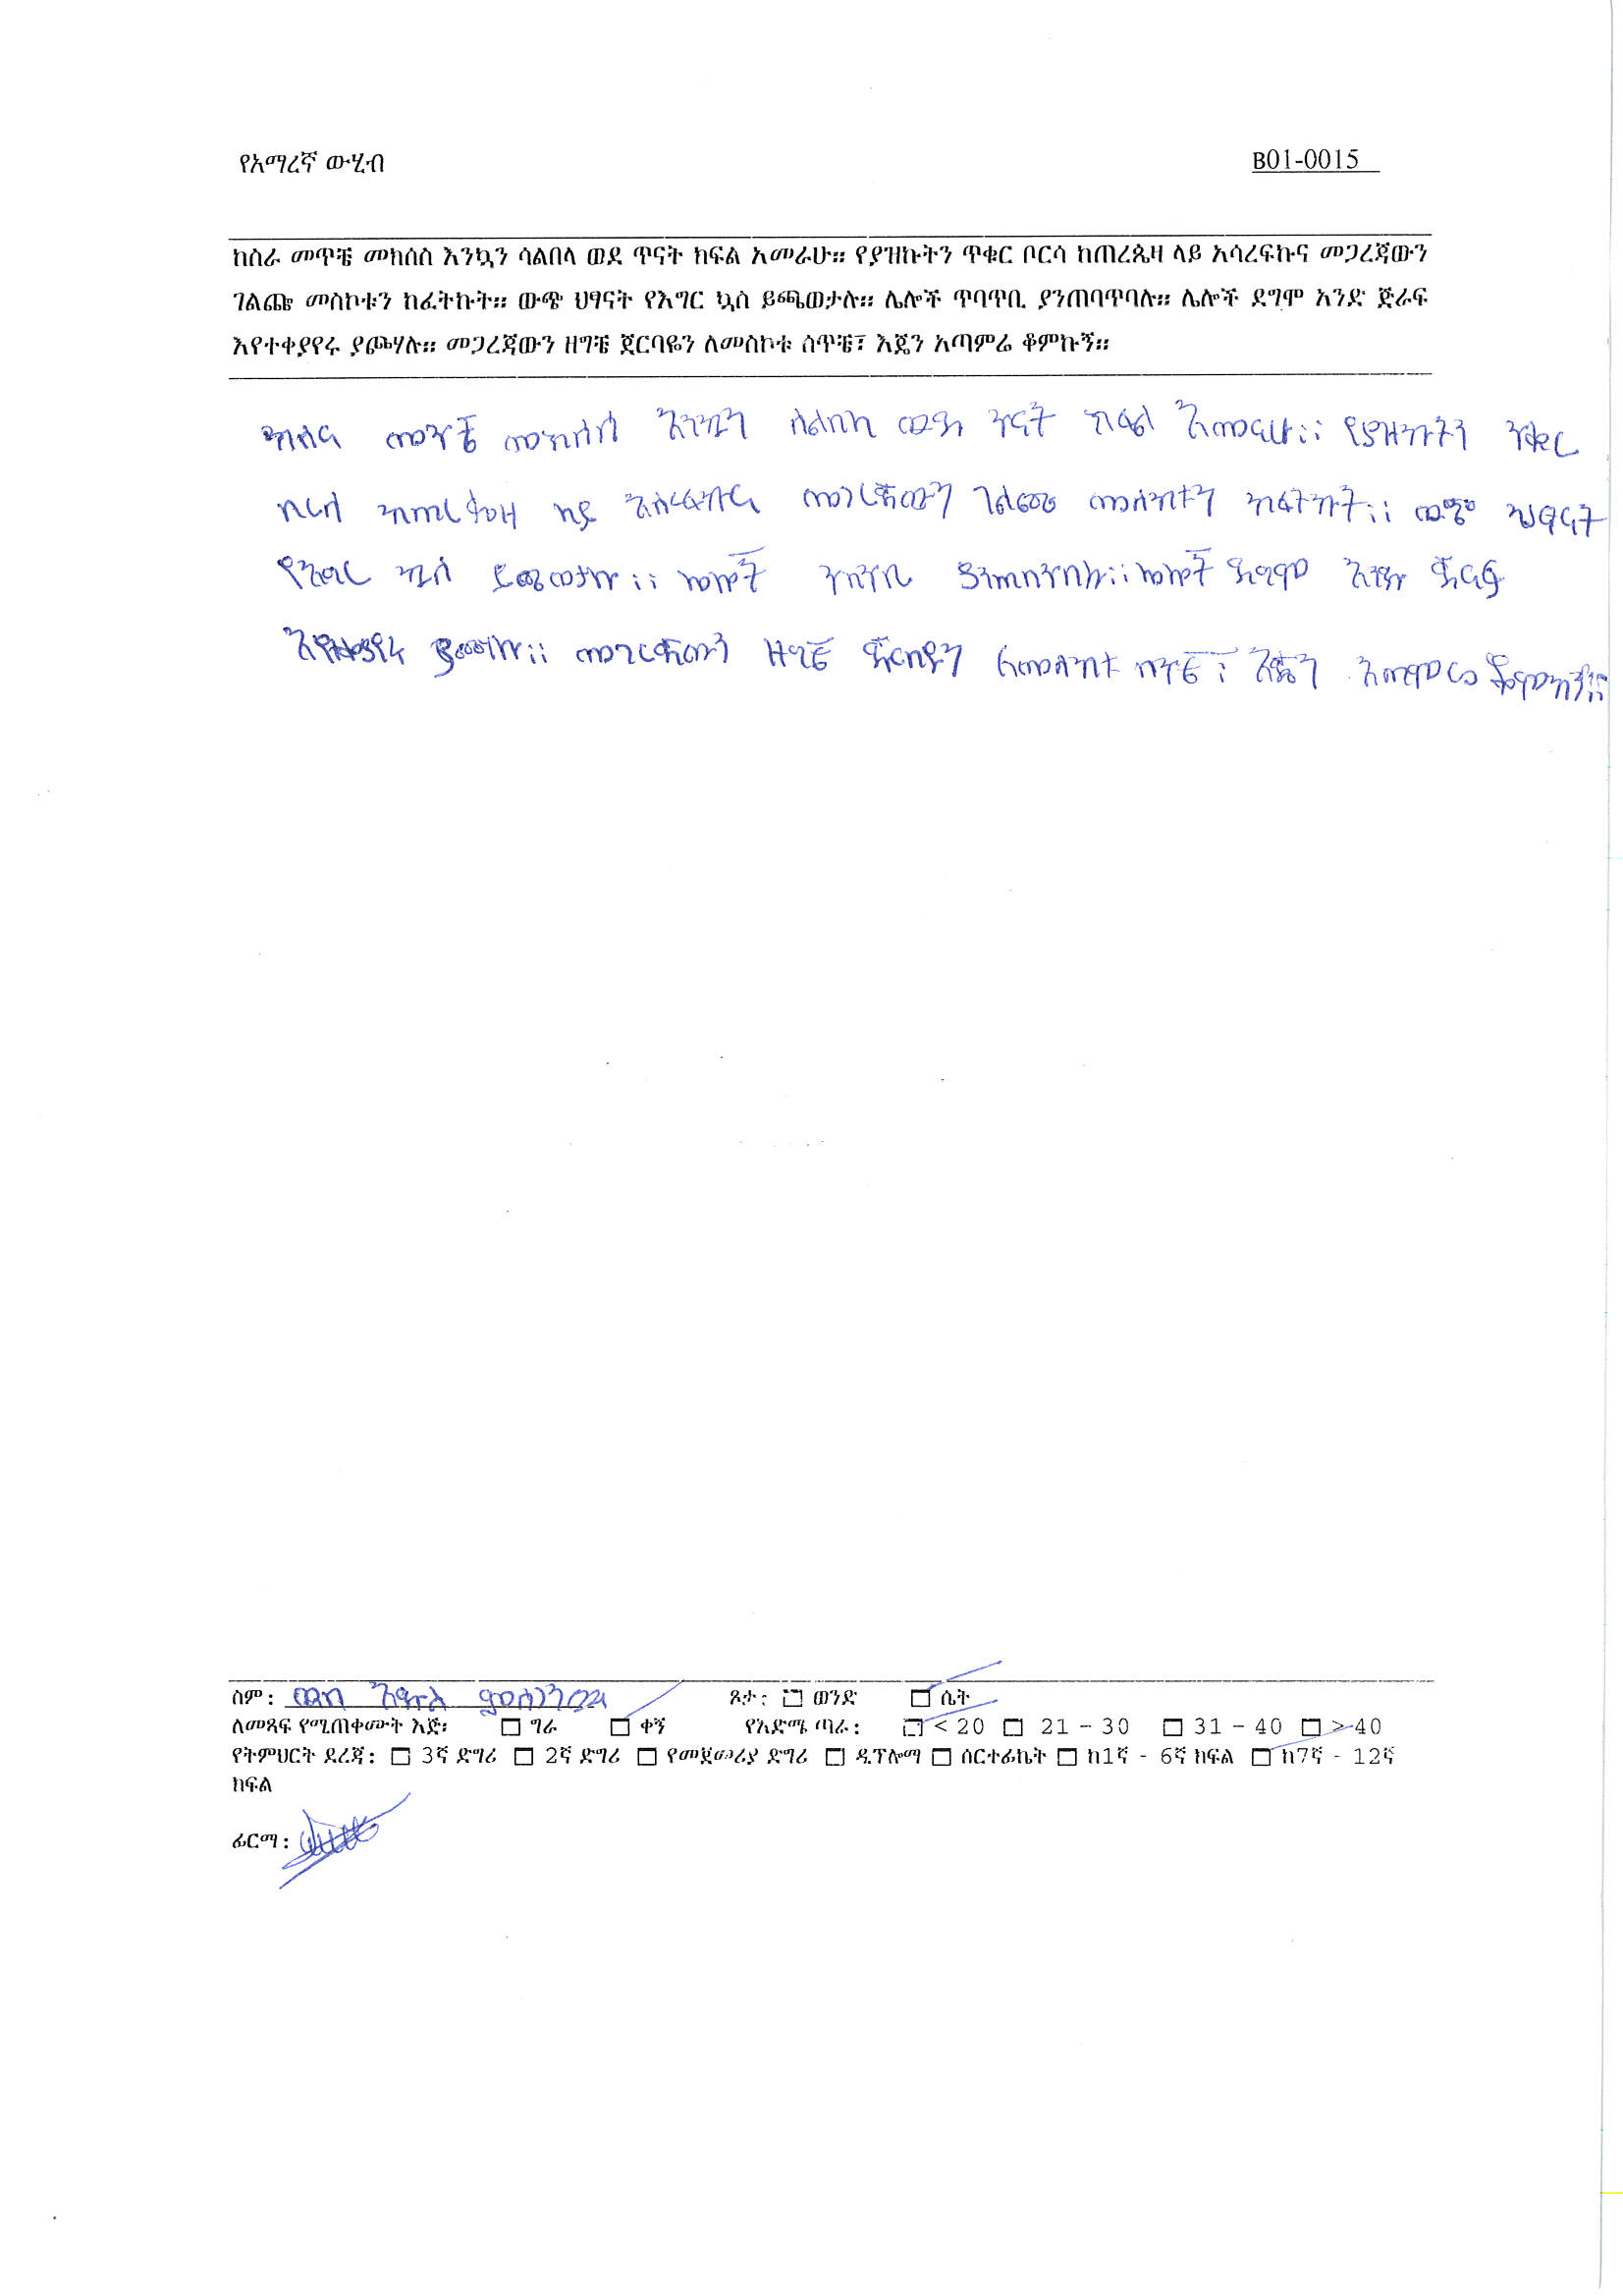 የአማረኛ ውሂብ B01-0015
ከስራ መጥቼ መክሰስ እንኳን ሳልበላ ወደ ጥናት ክፍል አመራሁ። የያዝኩትን ጥቁር ቦርሳ ከጠረጴዛ ላይ አሳረፍኩና መጋረጃውን
ገልጬ መስኮቱን ከፈትኩት። ውጭ ህፃናት የእግር ኳስ ይጫወታሉ። ሌሎች ጥባጥቢ ያንጠባጥባሉ። ሌሎች ደግሞ አንድ ጅራፍ
እየተቀያየሩ ያጮሃሉ። መጋረጃውን ዘግቼ ጀርባዬን ለመስኮቱ ሰጥቼ፣ እጄን አጣምሬ ቆምኩኝ።
ከስራ መጥቼ መክሰስ እንኳን ሳልበላ ወደ ጥናት ክፍል አመራሁ። የያዝኩትን ጥቁር
ቦርሳ ከጠረጴዛ ላይ አሳረፍኩና መጋረጃውን ገልጬ መስኮቱን ከፈትኩት። ውጭ ህፃናት
የእግር ኳስ ይጫወታሉ። ሌሎች ጥባጥቢ ያንጠባጥባሉ። ሌሎች ደግሞ አንድ ጅራፍ
ያጮሃሉ። መጋረጃውን ዘግቼ ጀርባዬን ለመስኮቱ ሰጥቼ፣ እጄን አጣምሬ ቆምኩኝ።
ስም:
ጾታ: ወንድ ሴት
ለመጻፍ የሚጠቀሙት እጅ፡ ግራ ቀኝ የእድሜ ጣራ: < 20 21 – 30 31 – 40 > 40
የትምህርት ደረጃ: 3ኛ ድግሪ 2ኛ ድግሪ የመጀመሪያ ድግሪ ዲፕሎማ ሰርተፊኬት ከ1ኛ - 6ኛ ክፍል ከ7ኛ - 12ኛ
ክፍል
ፊርማ: